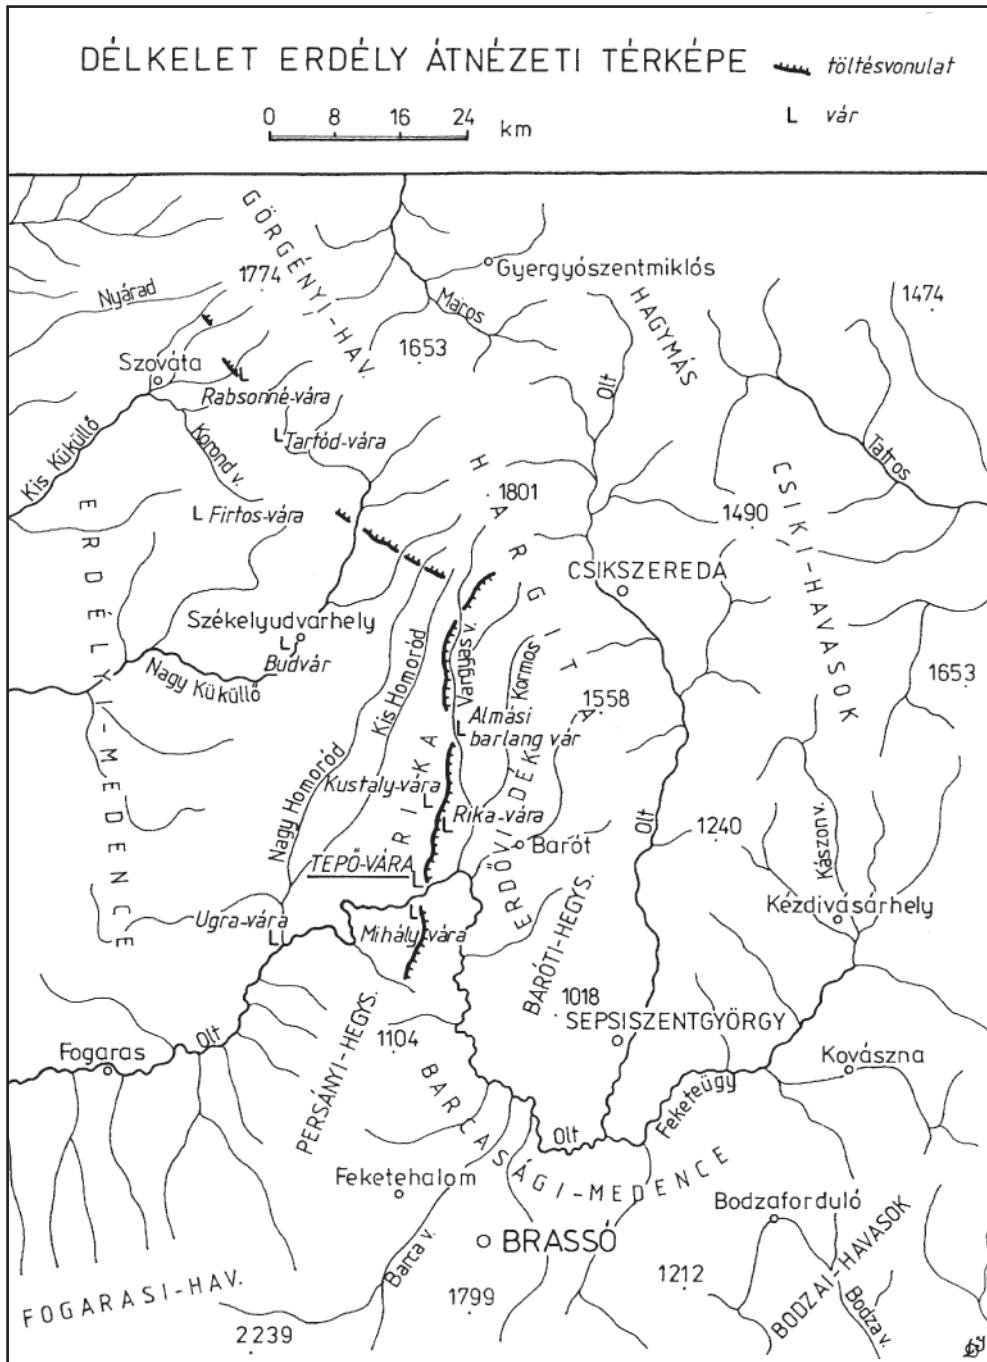 DÉLKELET ERDÉLY ÁTNÉZETI TÉRKÉPE
töltésvonulat
L vár
0 8 16 24 km
GÖRGÉNYI-HAV.
Gyergyószentmiklós
1774
Nyárád
Maros
HAGYMÁS
1474
1653
Szováta
Rabsonné-vára
Olt
Tartód-vára
Korond v.
Kis Küküllő
Tatros
HARGITA
1801
CSIKI-HAVASOK
Firtos-vára
1490
ERDÉLYI-MEDENCE
CSIKSZEREDA
Székelyudvarhely
Budvár
Nagy Küküllő
Vargyas v.
Kormos
Kis Homoród
1653
1558
Almási
barlang vár
RIKA
Nagy Homoród
Kustaly-vára
Rika-vára
ERDŐVIDÉK
Barót
Olt
1240
Kászon v.
TEPŐ-VÁRA
Kézdivásárhely
Ugra-vára
Mihály-vára
BARÓTI-HEGYS.
1018
SEPSISZENTGYÖRGY
Olt
1104
PERSÁNYI-HEGYS.
Fogaras
Kovászna
Feketeügy
BARCASÁGI-MEDENCE
Olt
Feketehalom
Bodzaforduló
BRASSÓ
Barca v.
BODZAI-HAVASOK
FOGARASI-HAV.
1799
1212
Bodza v.
2239